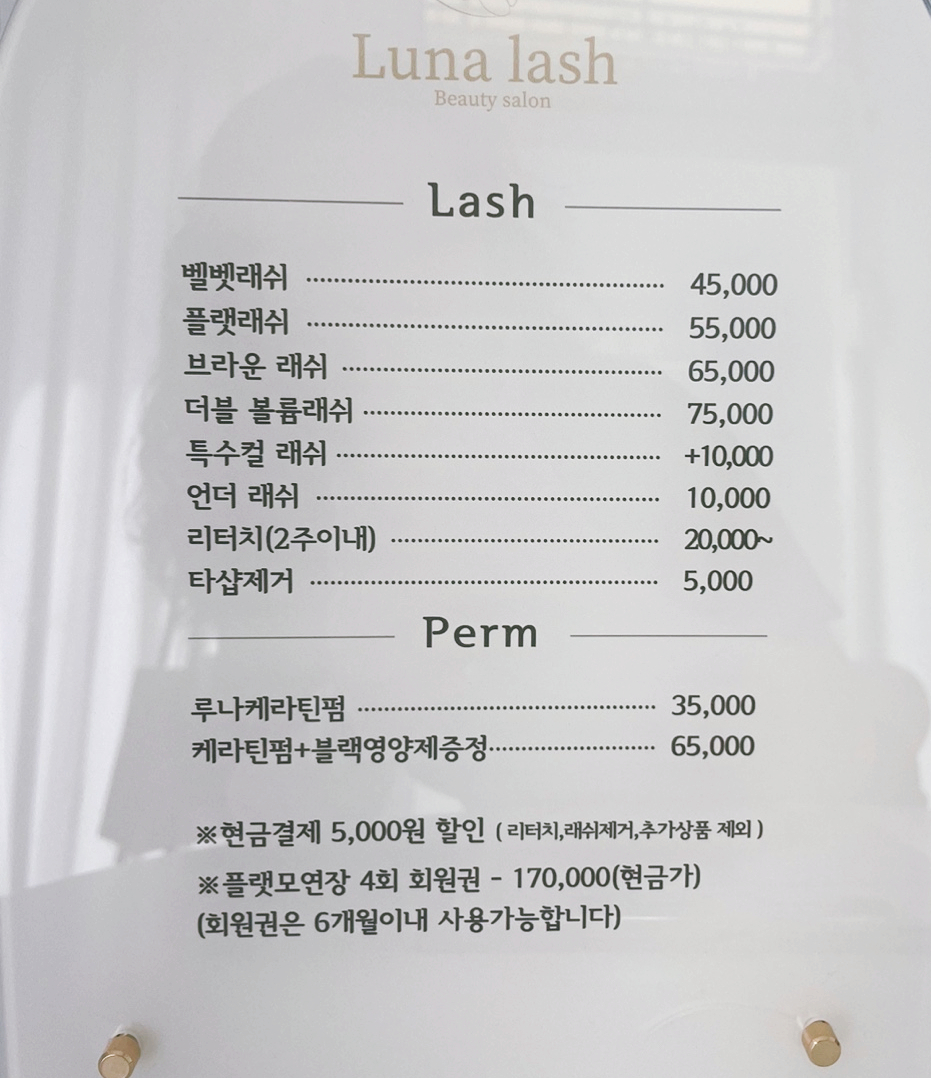 Luna lash
Beauty salon
Lash
벨벳래쉬 45,000
플랫래쉬 55,000
브라운 래쉬 65,000
더블 볼륨래쉬 75,000
특수컬 래쉬 +10,000
언더 래쉬 10,000
리터치(2주이내) 20,000~
타샵제거 5,000
Perm
루나케라틴펌 35,000
케라틴펌+블랙영양제증정 65,000
※현금결제 5,000원 할인 ( 리터치,래쉬제거,추가상품 제외 )
※플랫모연장 4회 회원권 - 170,000(현금가)
(회원권은 6개월이내 사용가능합니다)